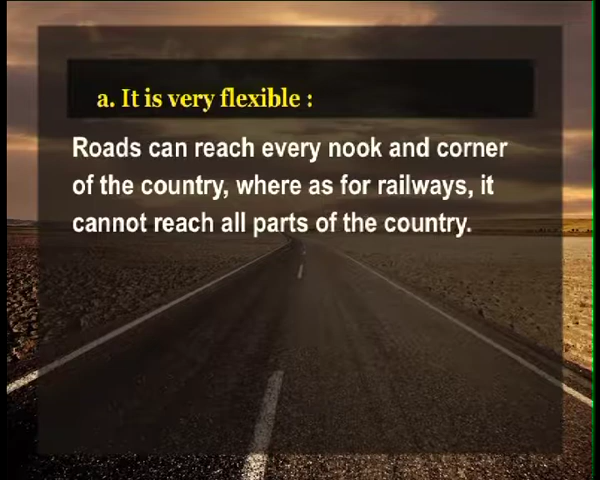 a. It is very flexible :
Roads can reach every nook and corner
of the country, where as for railways, it
cannot reach all parts of the country.